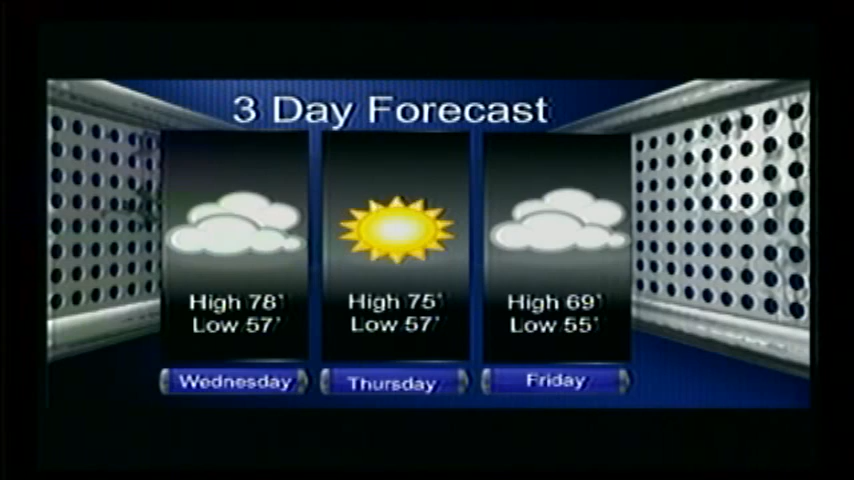 3 Day Forecast
High 78°
Low 57°
Wednesday
High 75°
Low 57°
Thursday
High 69°
Low 55°
Friday